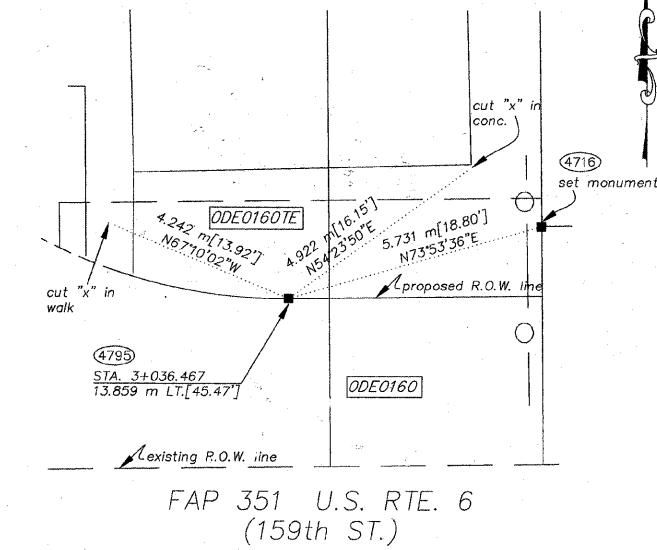 cut "x" in
conc.
4716
set monument
ODE0160TE
4.242 m[13.92']
N67°10'02"W
4.922 m[16.15']
N54°23'50"E
5.731 m[18.80']
N73°53'36"E
cut "x" in
walk
proposed R.O.W. line
4795
STA. 3+036.467
13.859 m LT.[45.47']
ODE0160
existing R.O.W. line
FAP 351 U.S. RTE. 6
(159th ST.)